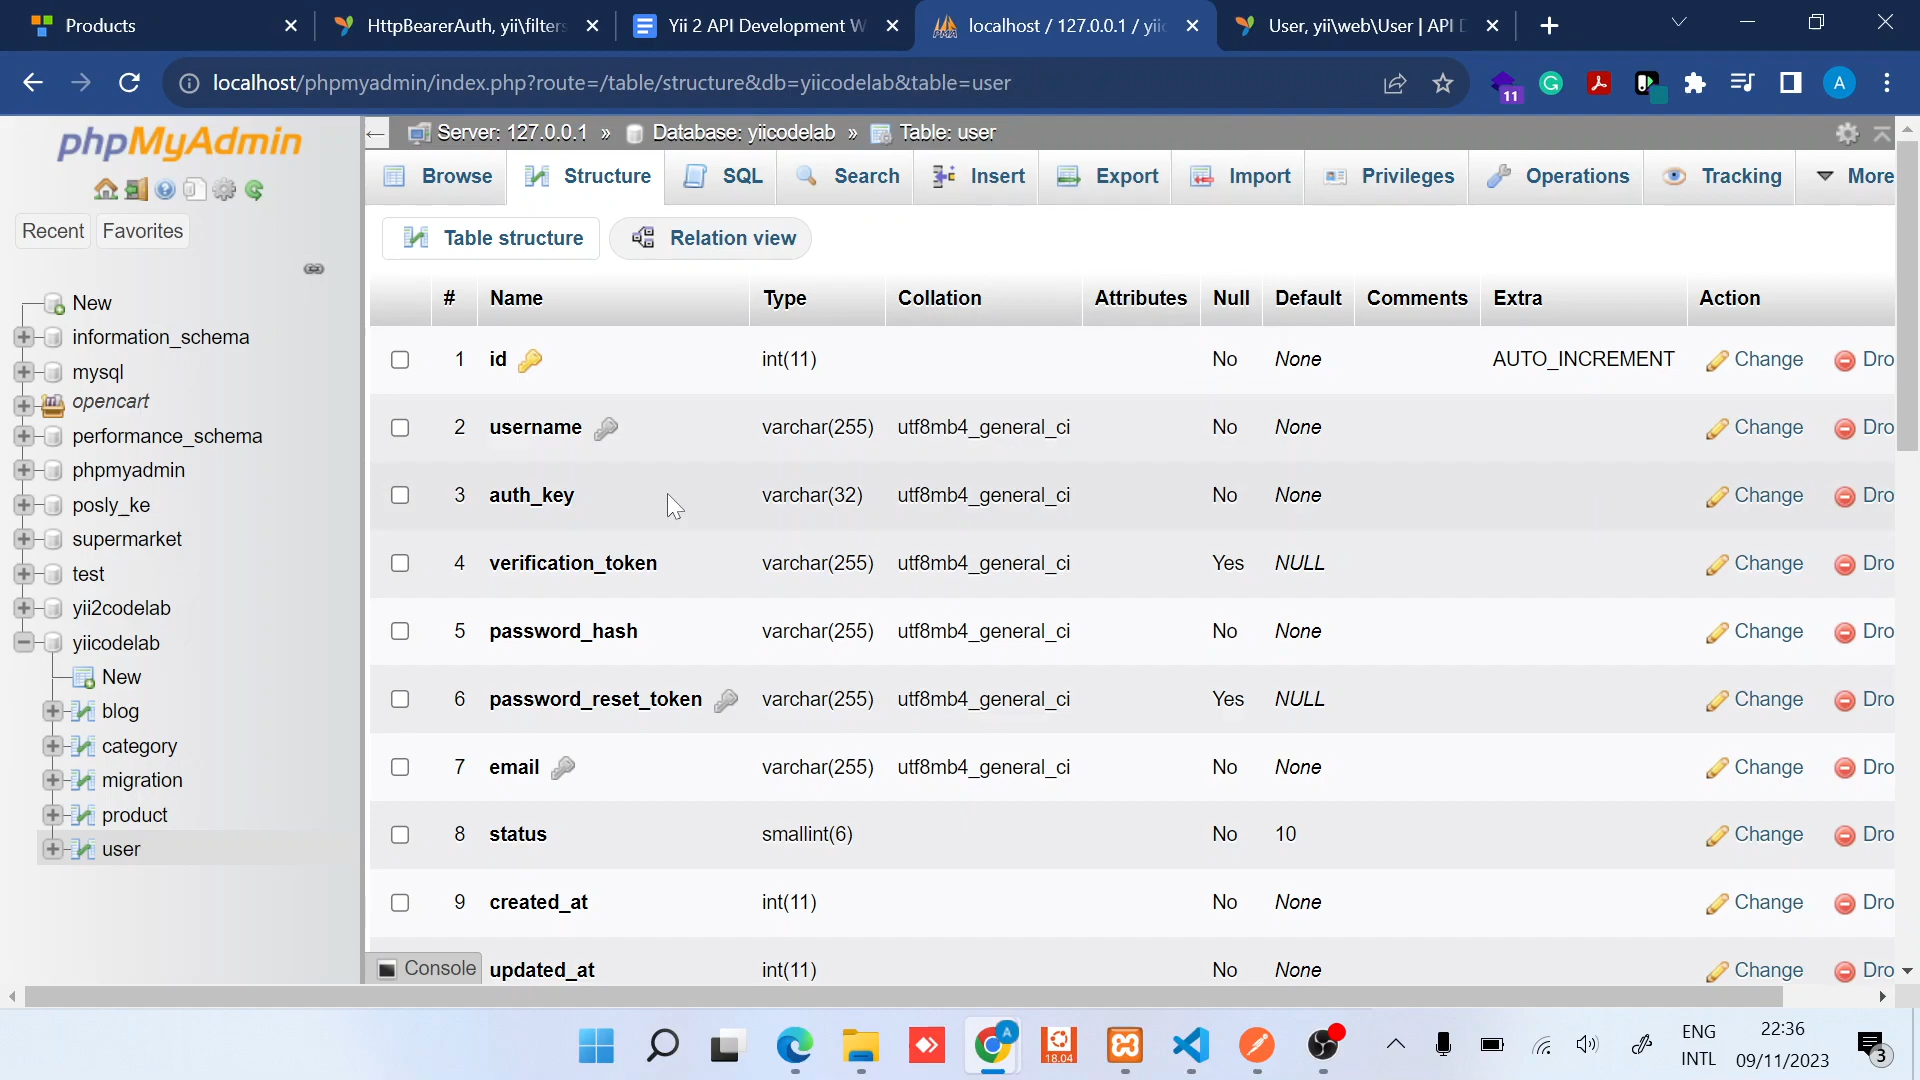 Products
HttpBearerAuth, yii\filters
Yii 2 API Development W
localhost / 127.0.0.1 / yiic
User, yii\web\User | API D
localhost/phpmyadmin/index.php?route=/table/structure&db=yiicodelab&table=user
11
A
phpMyAdmin
Server: 127.0.0.1 » Database: yiicodelab » Table: user
Browse Structure SQL Search Insert Export Import Privileges Operations Tracking More
Recent Favorites
Table structure Relation view
New
information_schema
mysql
opencart
performance_schema
phpmyadmin
posly_ke
supermarket
test
yii2codelab
yiicodelab
New
blog
category
migration
product
user
# Name Type Collation Attributes Null Default Comments Extra Action
1 id int(11) No None AUTO_INCREMENT Change Dro
2 username varchar(255) utf8mb4_general_ci No None Change Dro
3 auth_key varchar(32) utf8mb4_general_ci No None Change Dro
4 verification_token varchar(255) utf8mb4_general_ci Yes NULL Change Dro
5 password_hash varchar(255) utf8mb4_general_ci No None Change Dro
6 password_reset_token varchar(255) utf8mb4_general_ci Yes NULL Change Dro
7 email varchar(255) utf8mb4_general_ci No None Change Dro
8 status smallint(6) No 10 Change Dro
9 created_at int(11) No None Change Dro
Console updated_at int(11) No None Change Dro
A
18.04
ENG
INTL
22:36
09/11/2023
3